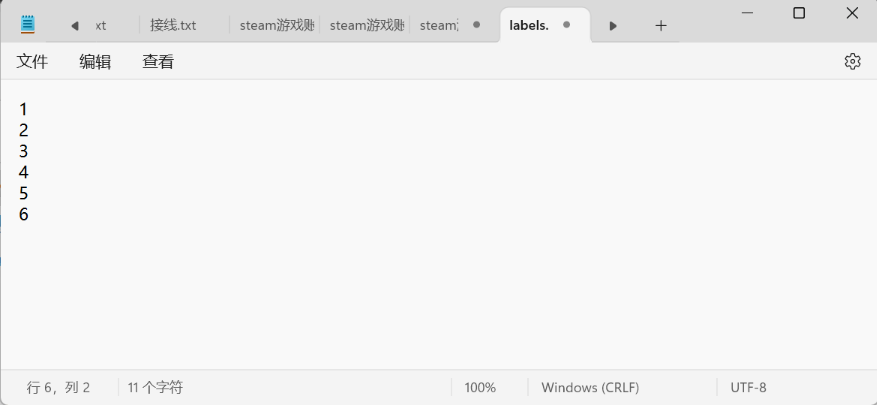 xt
接线.txt
steam游戏账
steam游戏账
steam
labels.
文件
编辑
查看
1
2
3
4
5
6
行 6，列 2
11 个字符
100%
Windows (CRLF)
UTF-8